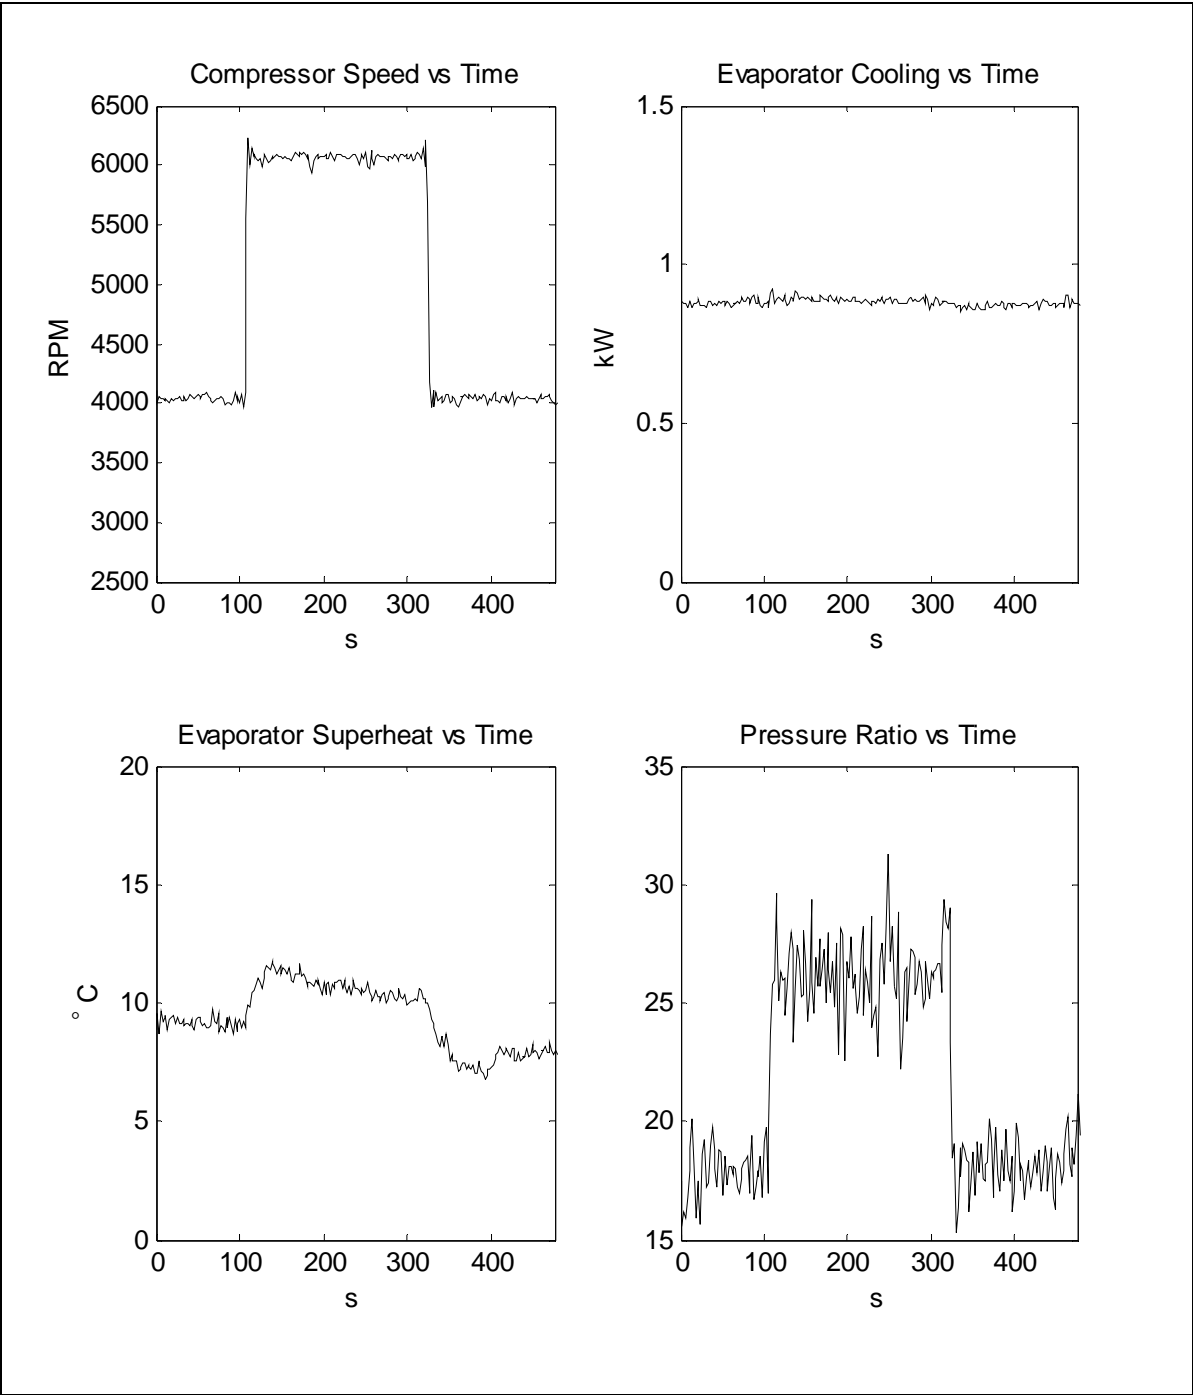 Compressor Speed vs Time
6500
6000
5500
5000
4500
4000
3500
3000
2500
RPM
0 100 200 300 400
s
Evaporator Cooling vs Time
1.5
1
0.5
0
kW
0 100 200 300 400
s
Evaporator Superheat vs Time
20
15
10
5
0
° C
0 100 200 300 400
s
Pressure Ratio vs Time
35
30
25
20
15
0 100 200 300 400
s